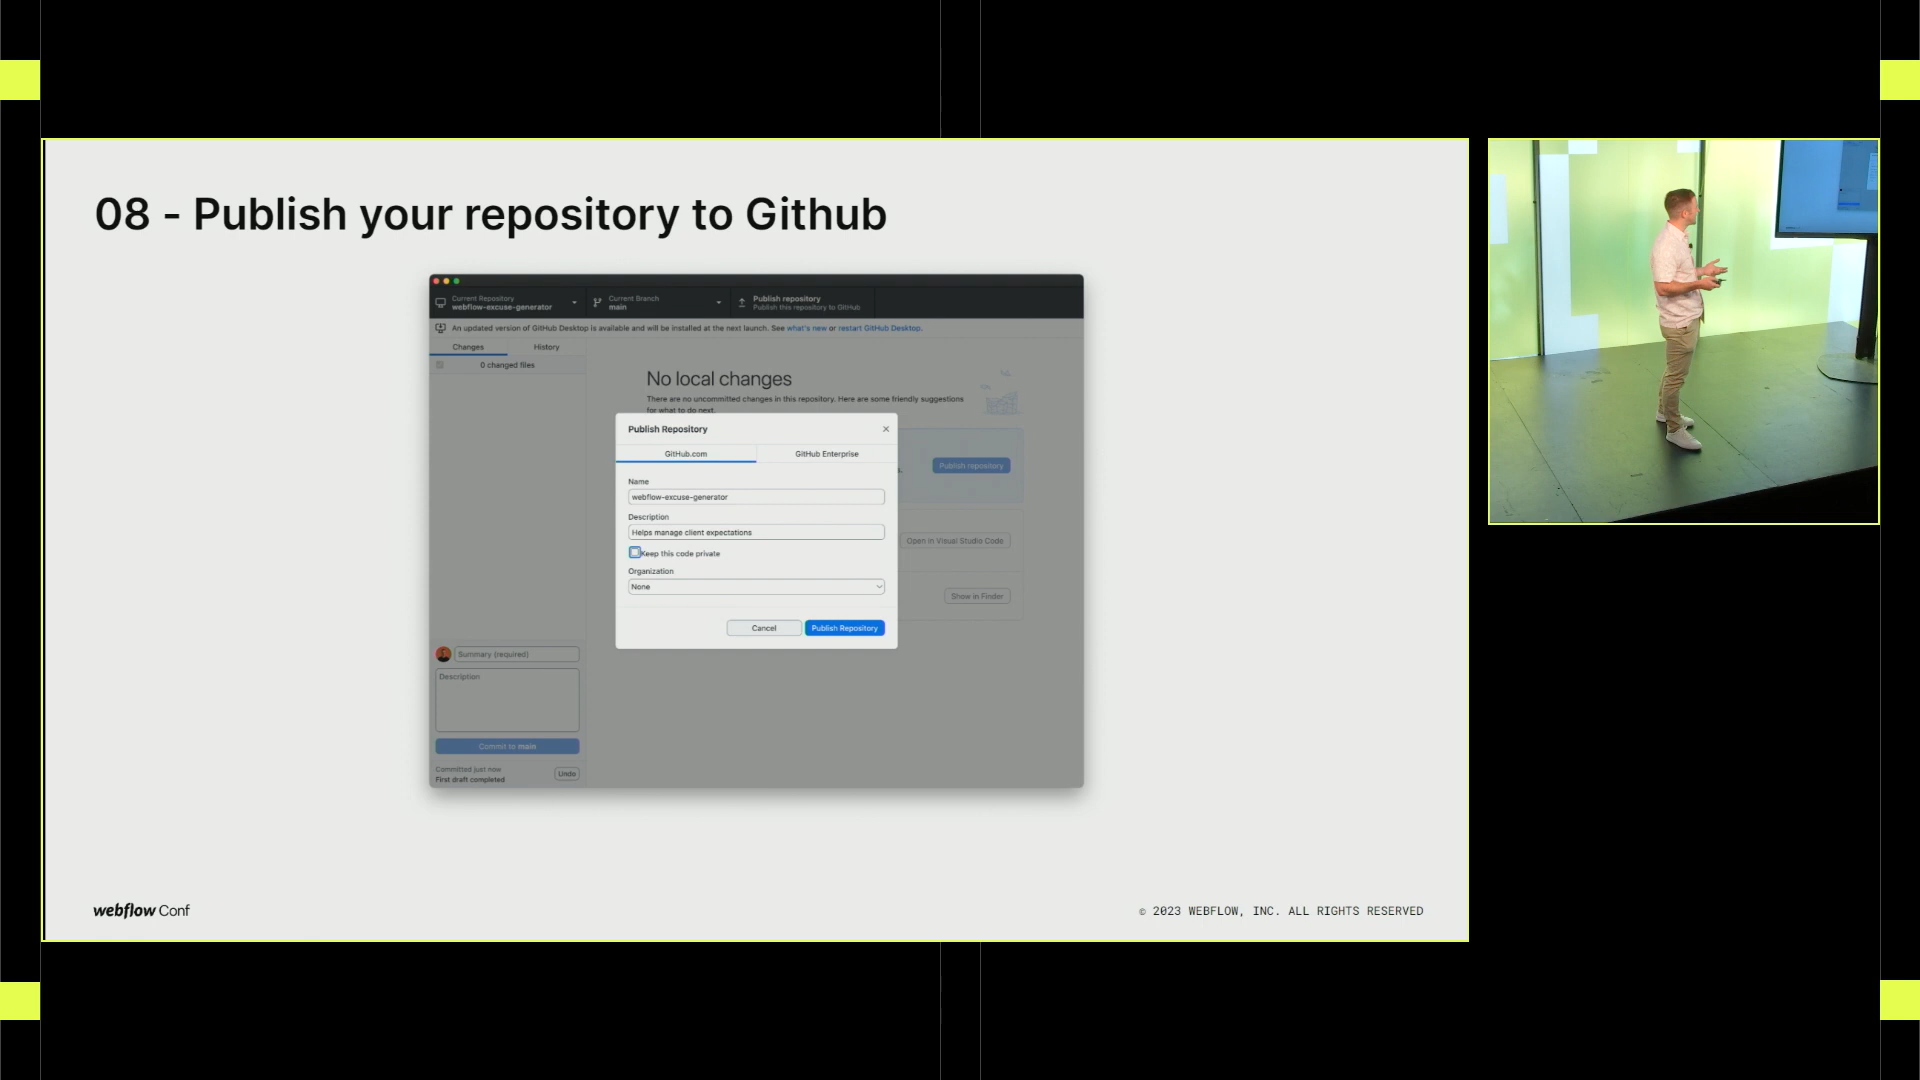 08 - Publish your repository to Github
Current Repository
webflow-excuse-generator
Current Branch
main
Publish repository
Publish this repository to GitHub
An updated version of GitHub Desktop is available and will be installed at the next launch. See what's new or restart GitHub Desktop.
Changes
History
0 changed files
No local changes
There are no uncommitted changes in this repository. Here are some friendly suggestions
for what to do next.
Publish Repository
GitHub.com
GitHub Enterprise
Publish repository
Name
webflow-excuse-generator
Description
Helps manage client expectations
Open in Visual Studio Code
Keep this code private
Organization
None
Show in Finder
Cancel
Publish Repository
Summary (required)
Description
Commit to main
Committed just now
First draft completed
Undo
webflow Conf
© 2023 WEBFLOW, INC. ALL RIGHTS RESERVED